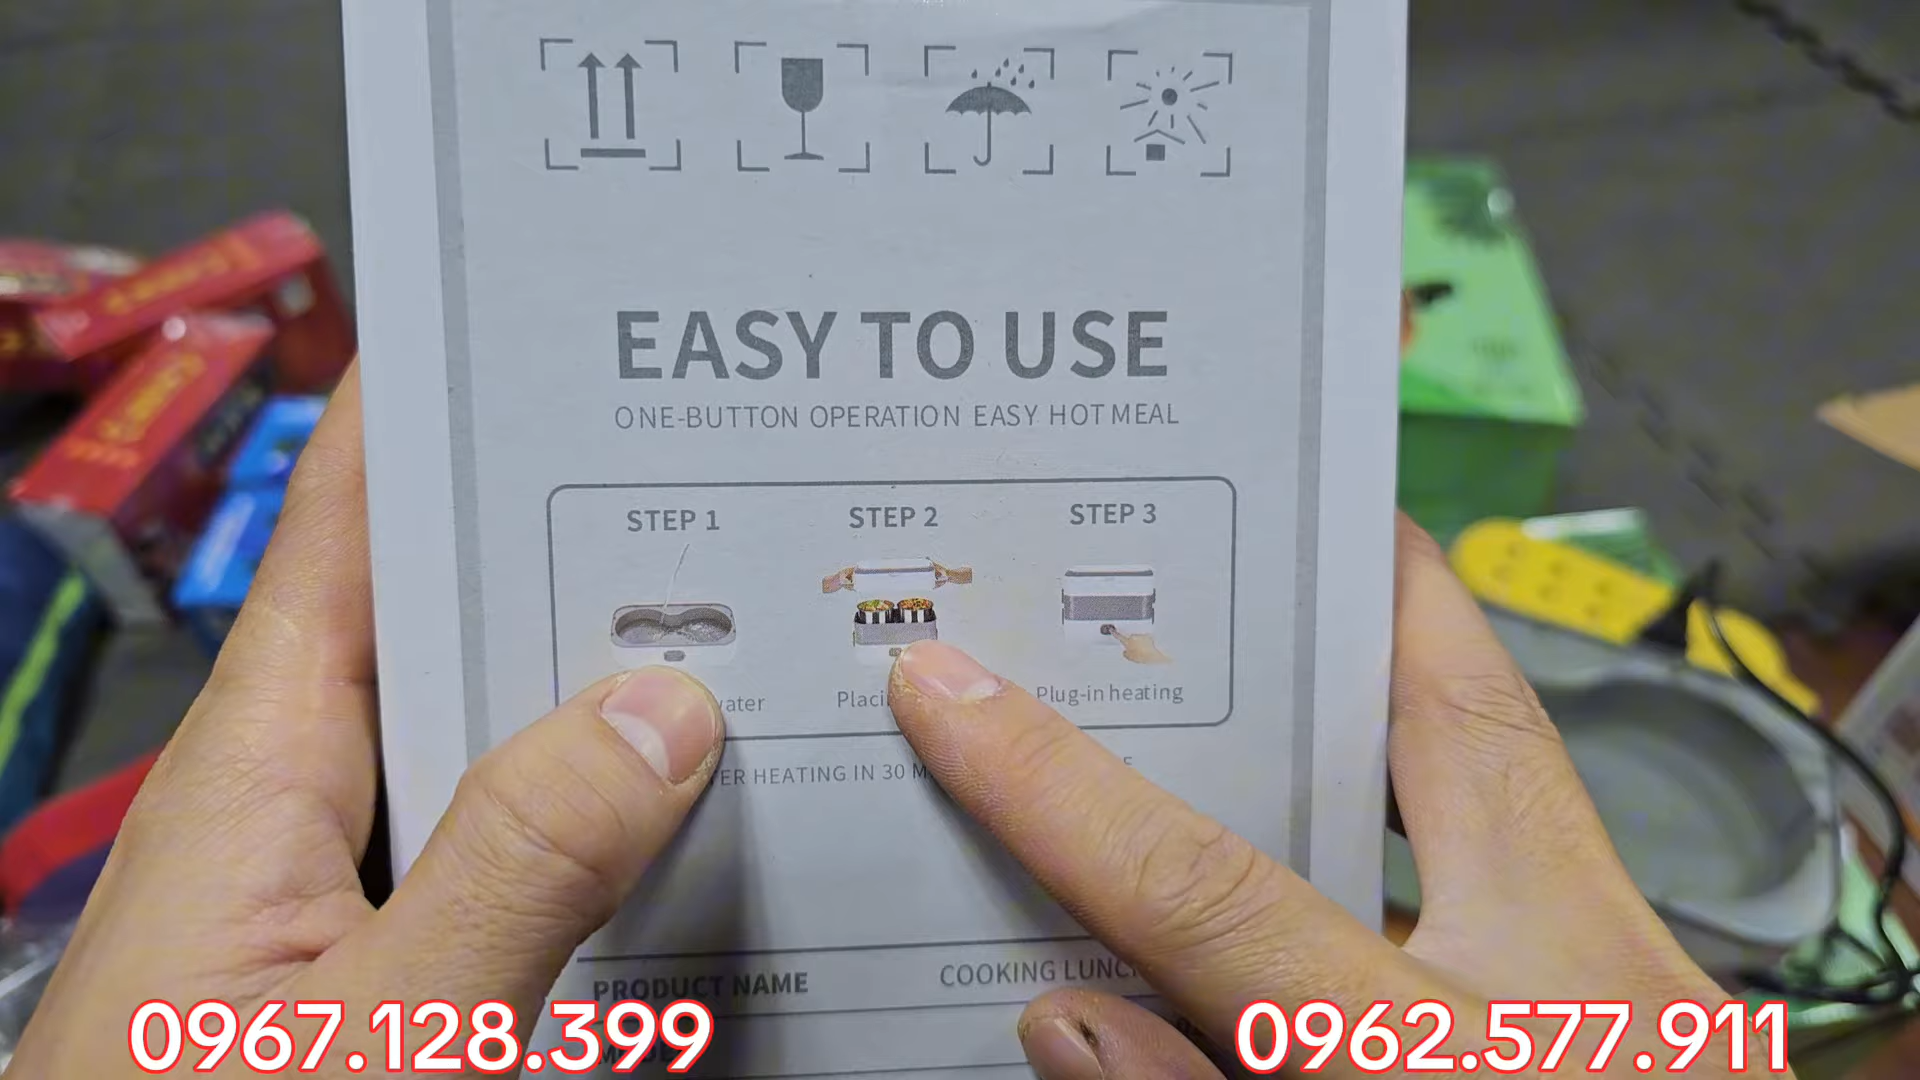 EASY TO USE
ONE-BUTTON OPERATION EASY HOT MEAL
STEP 1
STEP 2
STEP 3
Plug-in heating
HEATING IN 30
PRODUCT NAME
COOKING
0967.128.399
0962.577.911